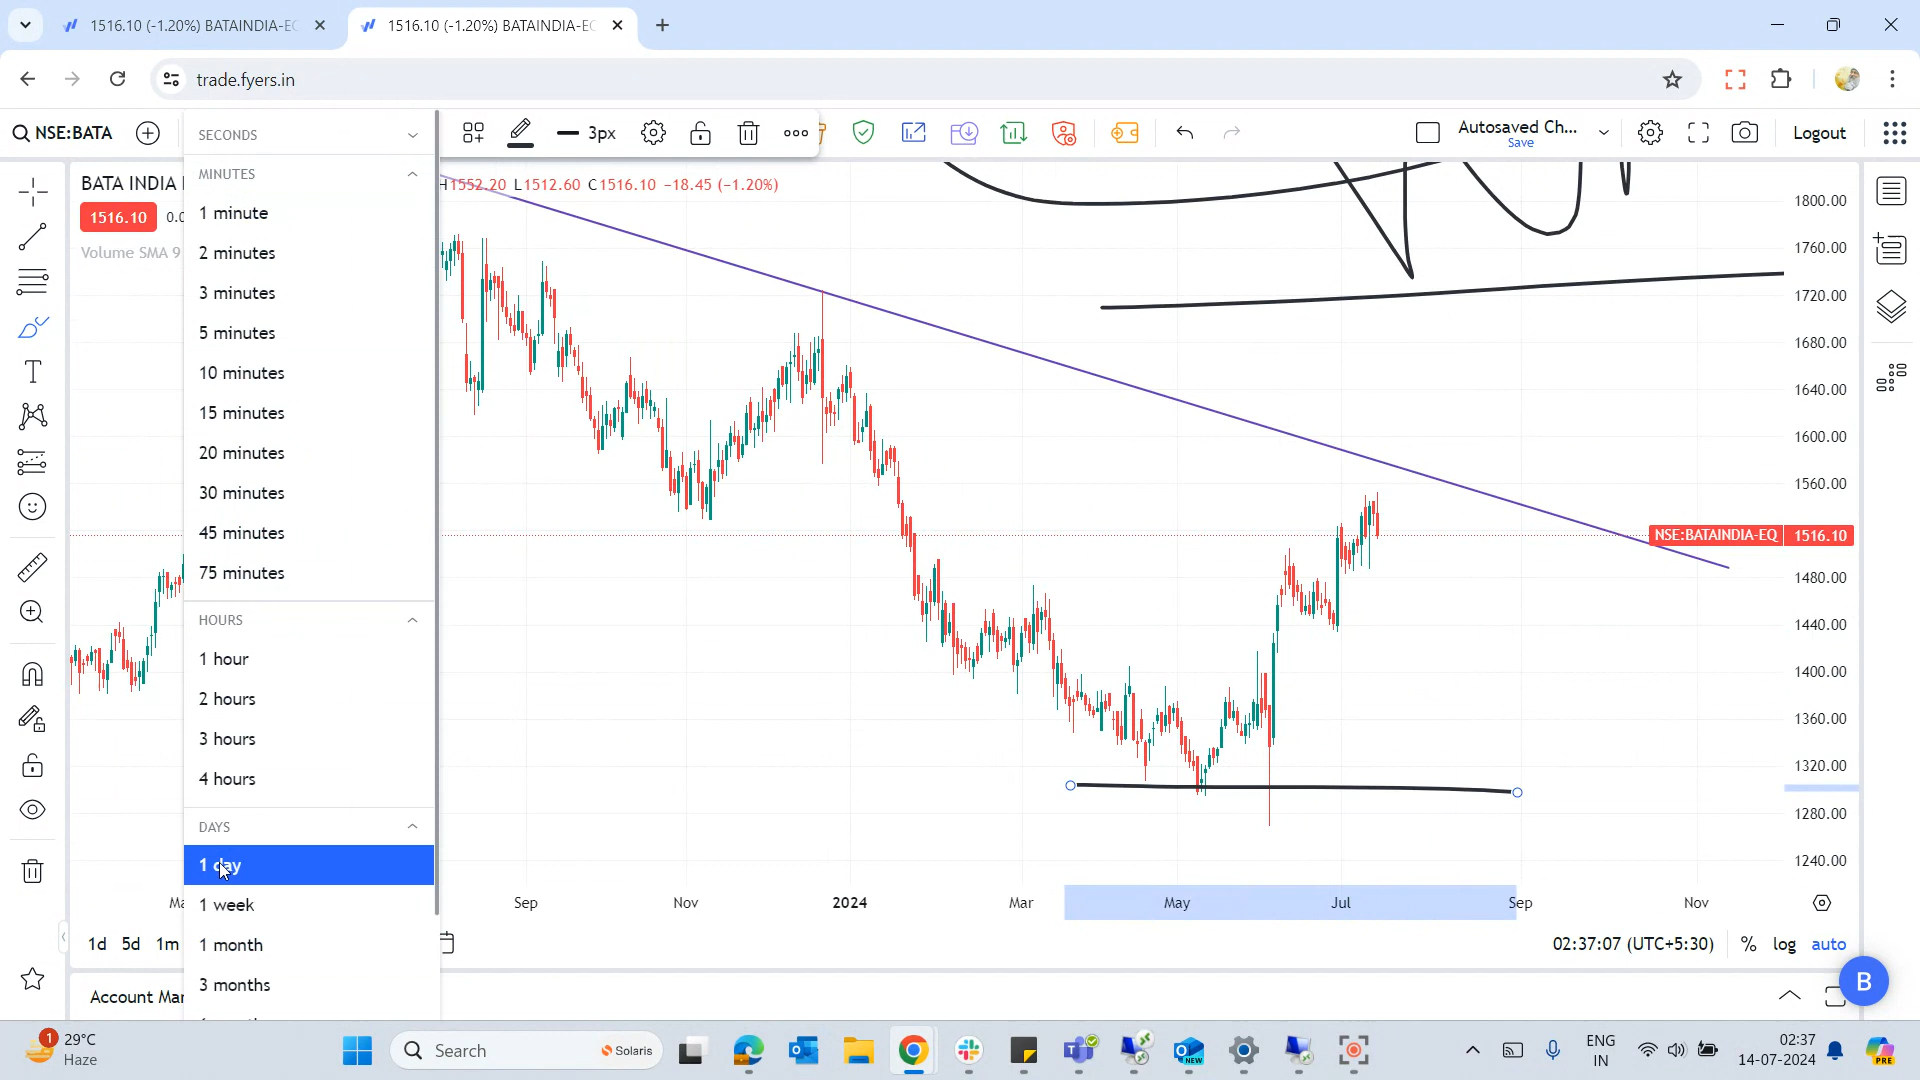 1516.10 (-1.20%) BATAINDIA-EC
1516.10 (-1.20%) BATAINDIA-EC
trade.fyers.in
NSE:BATA
3px
Autosaved Ch...
Save
Logout
BATA INDIA
H1552.20 L1512.60 C1516.10 −18.45 (−1.20%)
1516.10
Volume SMA 9
SECONDS
MINUTES
1 minute
2 minutes
3 minutes
5 minutes
10 minutes
15 minutes
20 minutes
30 minutes
45 minutes
75 minutes
HOURS
1 hour
2 hours
3 hours
4 hours
DAYS
1 day
1 week
1 month
3 months
1800.00
1760.00
1720.00
1680.00
1640.00
1600.00
1560.00
NSE:BATAINDIA-EQ 1516.10
1480.00
1440.00
1400.00
1360.00
1320.00
1280.00
1240.00
Sep Nov 2024 Mar May Jul Sep Nov
1d 5d 1m
02:37:07 (UTC+5:30) % log auto
Account Mar
B
1
29°C
Haze
Search
Solaris
NEW
ENG
IN
02:37
14-07-2024
PRE